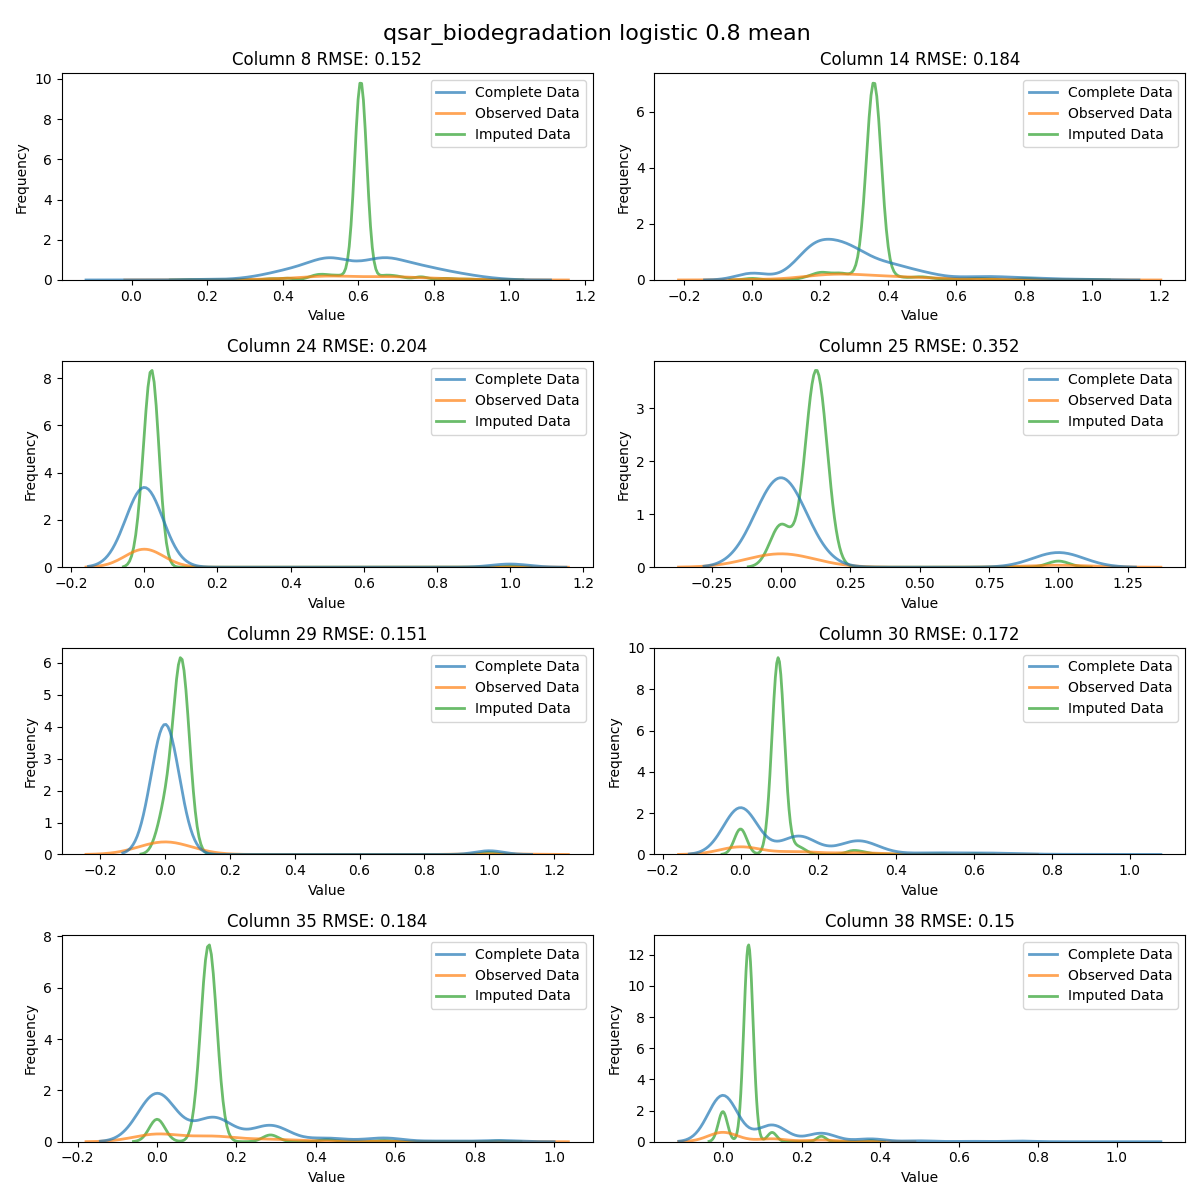 qsar_biodegradation logistic 0.8 mean
Column 8 RMSE: 0.152
Frequency
10
8
6
4
2
0
0.0 0.2 0.4 0.6 0.8 1.0 1.2
Value
Complete Data
Observed Data
Imputed Data
Column 14 RMSE: 0.184
Frequency
6
4
2
0
−0.2 0.0 0.2 0.4 0.6 0.8 1.0 1.2
Value
Complete Data
Observed Data
Imputed Data
Column 24 RMSE: 0.204
Frequency
8
6
4
2
0
−0.2 0.0 0.2 0.4 0.6 0.8 1.0 1.2
Value
Complete Data
Observed Data
Imputed Data
Column 25 RMSE: 0.352
Frequency
3
2
1
0
−0.25 0.00 0.25 0.50 0.75 1.00 1.25
Value
Complete Data
Observed Data
Imputed Data
Column 29 RMSE: 0.151
Frequency
6
5
4
3
2
1
0
−0.2 0.0 0.2 0.4 0.6 0.8 1.0 1.2
Value
Complete Data
Observed Data
Imputed Data
Column 30 RMSE: 0.172
Frequency
10
8
6
4
2
0
−0.2 0.0 0.2 0.4 0.6 0.8 1.0
Value
Complete Data
Observed Data
Imputed Data
Column 35 RMSE: 0.184
Frequency
8
6
4
2
0
−0.2 0.0 0.2 0.4 0.6 0.8 1.0
Value
Complete Data
Observed Data
Imputed Data
Column 38 RMSE: 0.15
Frequency
12
10
8
6
4
2
0
0.0 0.2 0.4 0.6 0.8 1.0
Value
Complete Data
Observed Data
Imputed Data